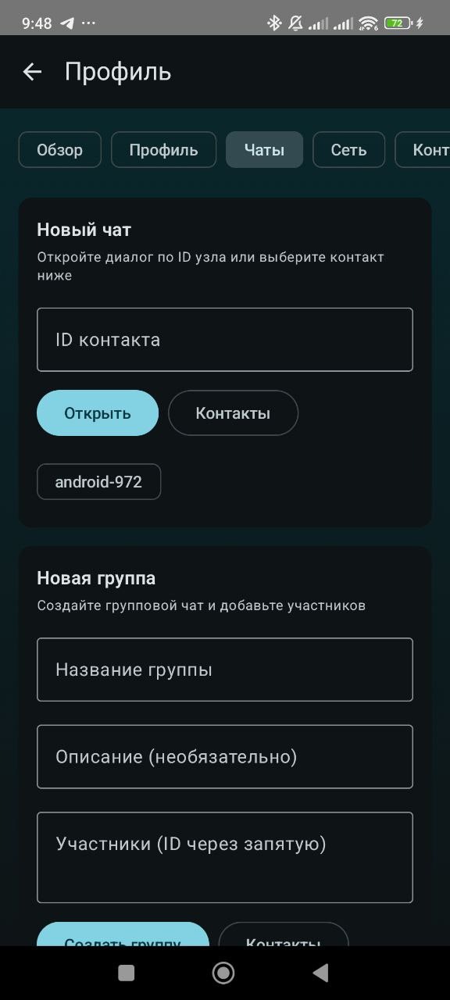 9:48
72
Профиль
Обзор
Профиль
Чаты
Сеть
Конт
Новый чат
Откройте диалог по ID узла или выберите контакт
ниже
ID контакта
Открыть
Контакты
android-972
Новая группа
Создайте групповой чат и добавьте участников
Название группы
Описание (необязательно)
Участники (ID через запятую)
Создать группу
Контакты